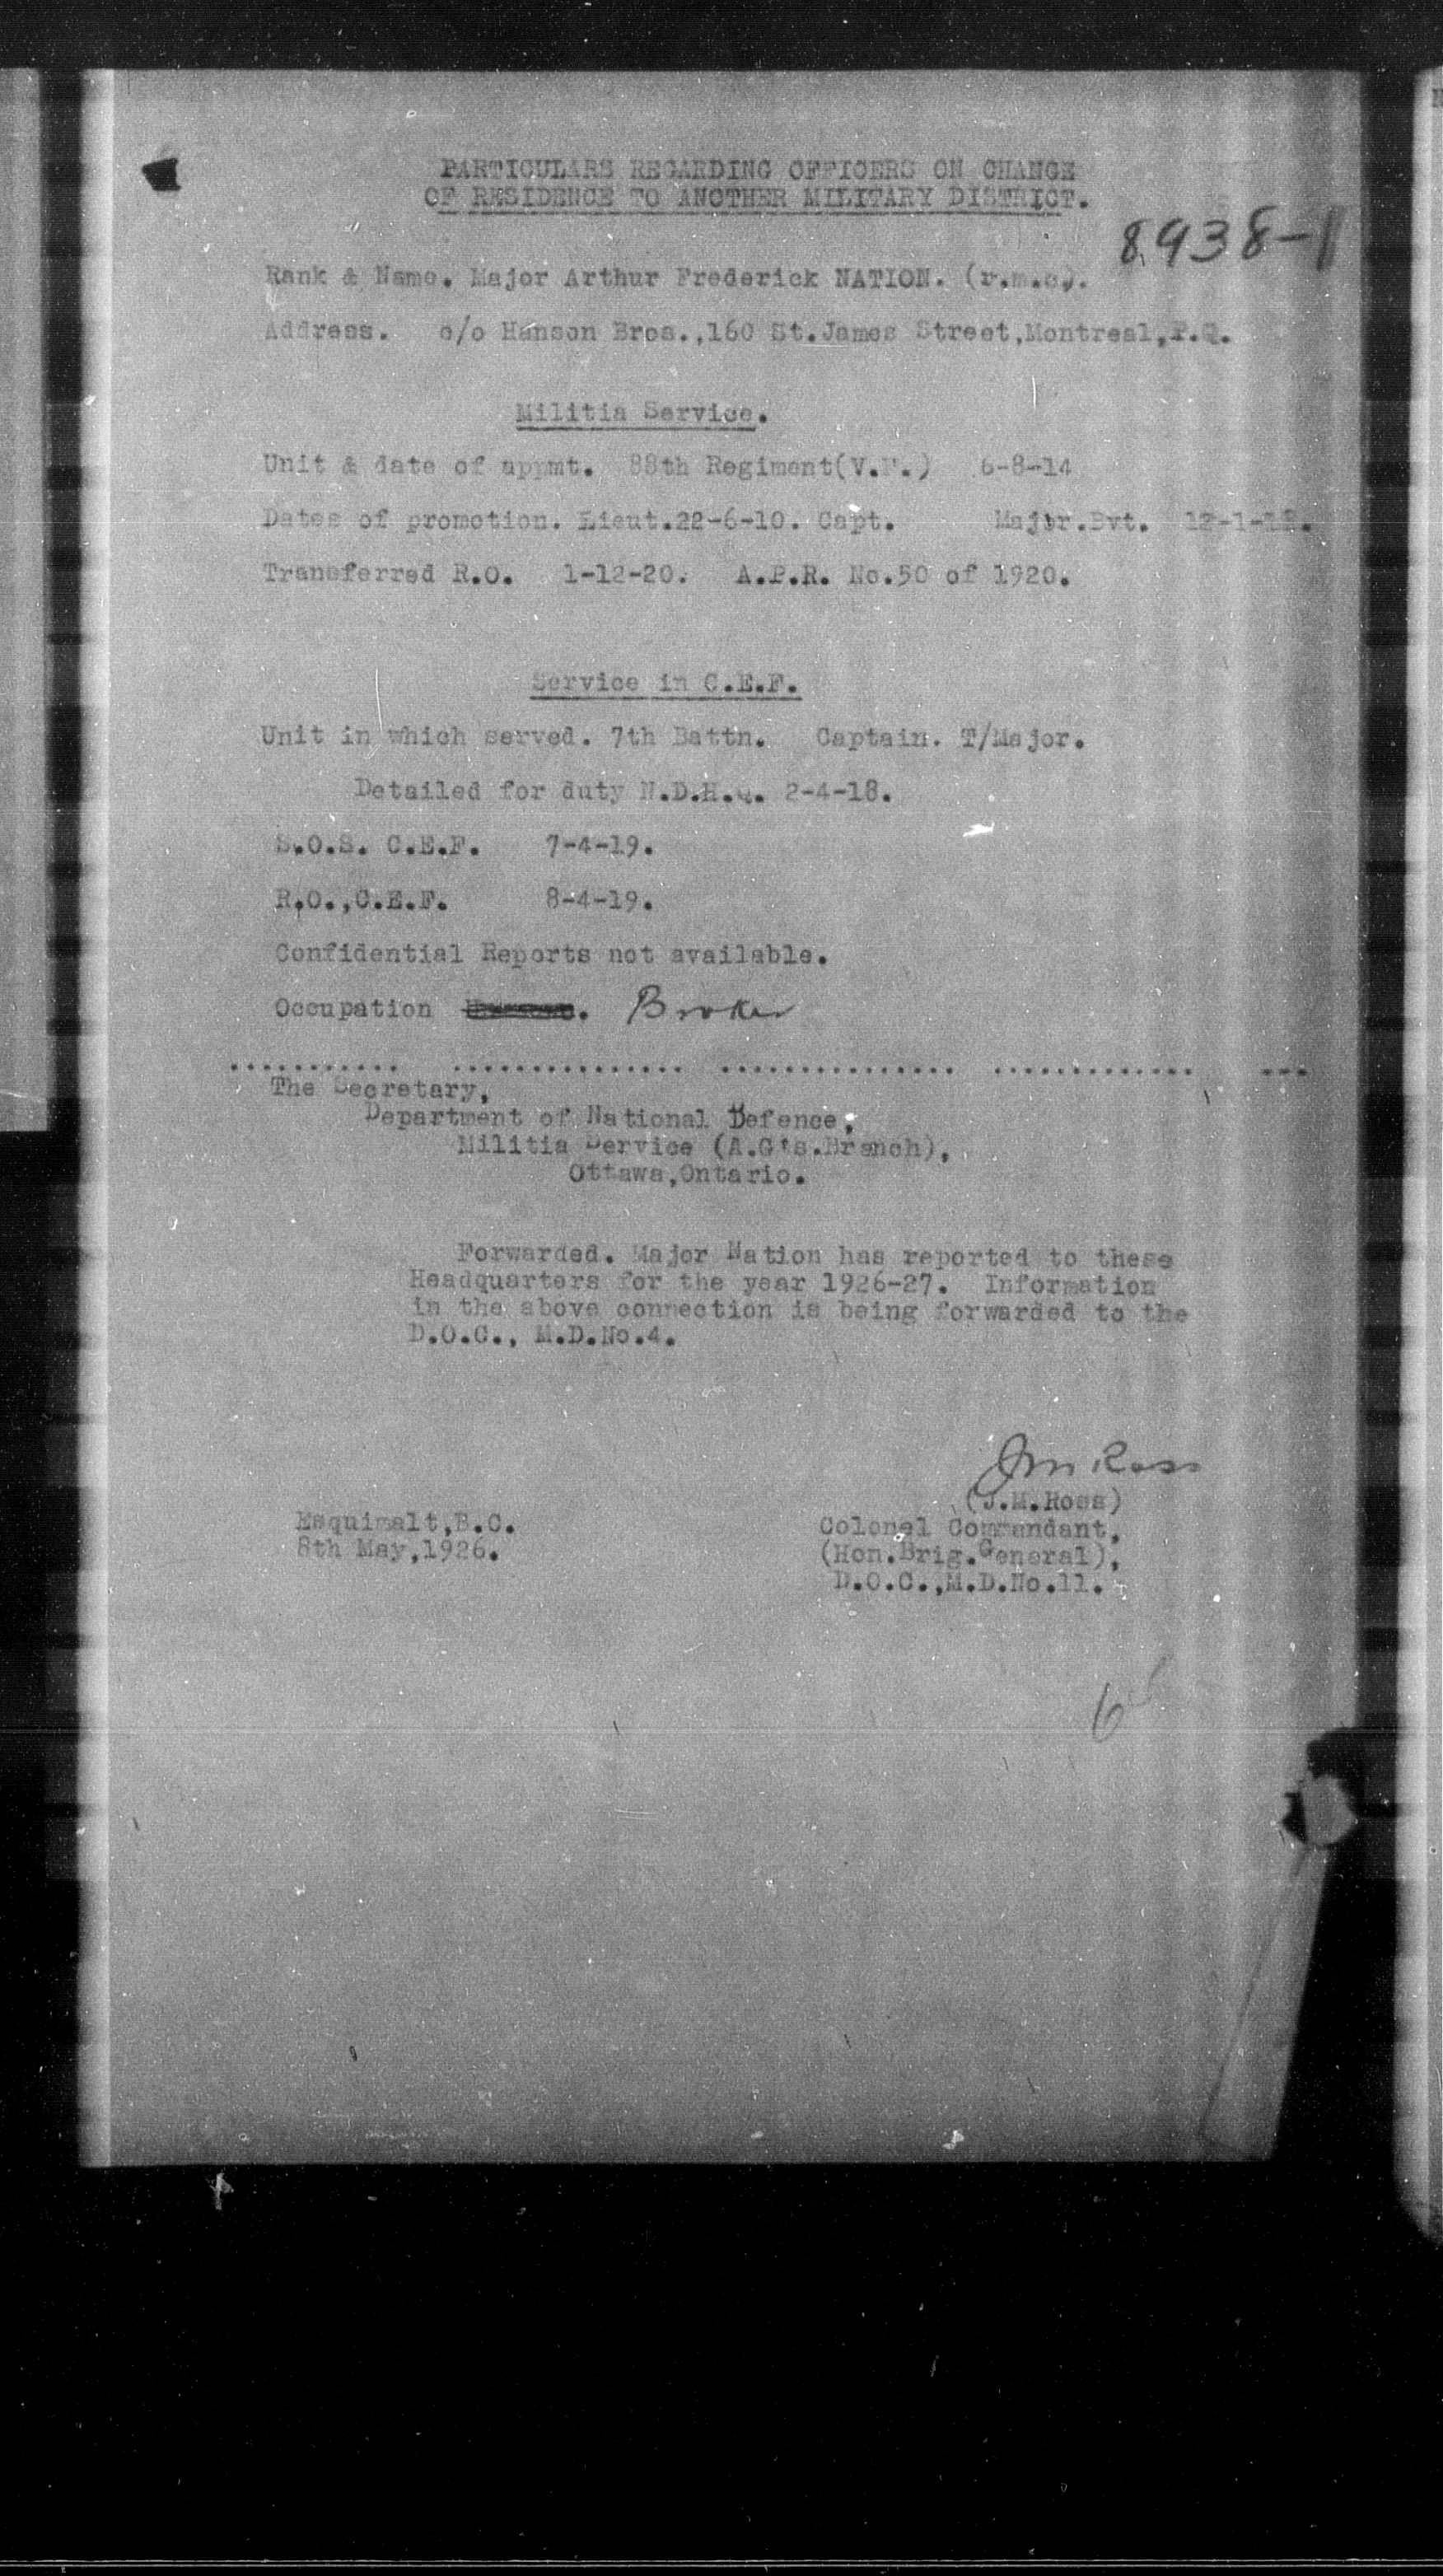 PARTICULARS REGARDING OFFICERS ON CHANGE
OF RESIDENCE TO ANOTHER MILITARY DISTRICT.
8938-1
Rank & Name. Major Arthur Frederick NATION. (r.m.c).
Address. c/o Hanson Bros.,160 St.James Street,Montreal,P.Q.
Militia Service.
Unit & date of appmt. 88th Regiment(V.F.) 6-8-14
Dates of promotion. Lieut.22-6-10. Capt. Major.Bvt. 12-1-18.
Transferred R.O. 1-12-20. A.P.R. No.50 of 1920.
Service in C.E.F.
Unit in which served. 7th Battn. Captain. T/Major.
Detailed for duty N.D.H.Q. 2-4-18.
S.O.S. C.E.F. 7-4-19.
R.O.,C.E.F. 8-4-19.
Confidential Reports not available.
Occupation Broker
The Secretary,
Department of National Defence,
Militia Service (A.G's.Branch),
Ottawa,Ontario.
Forwarded. Major Nation has reported to these
Headquarters for the year 1926-27. Information
in the above connection is being forwarded to the
D.O.C., M.D.No.4.
JM Ross
(J.M.Ross)
Esquimalt,B.C.
8th May,1926.
Colonel Commandant,
(Hon.Brig.General),
D.O.C.,M.D.No.11.
6